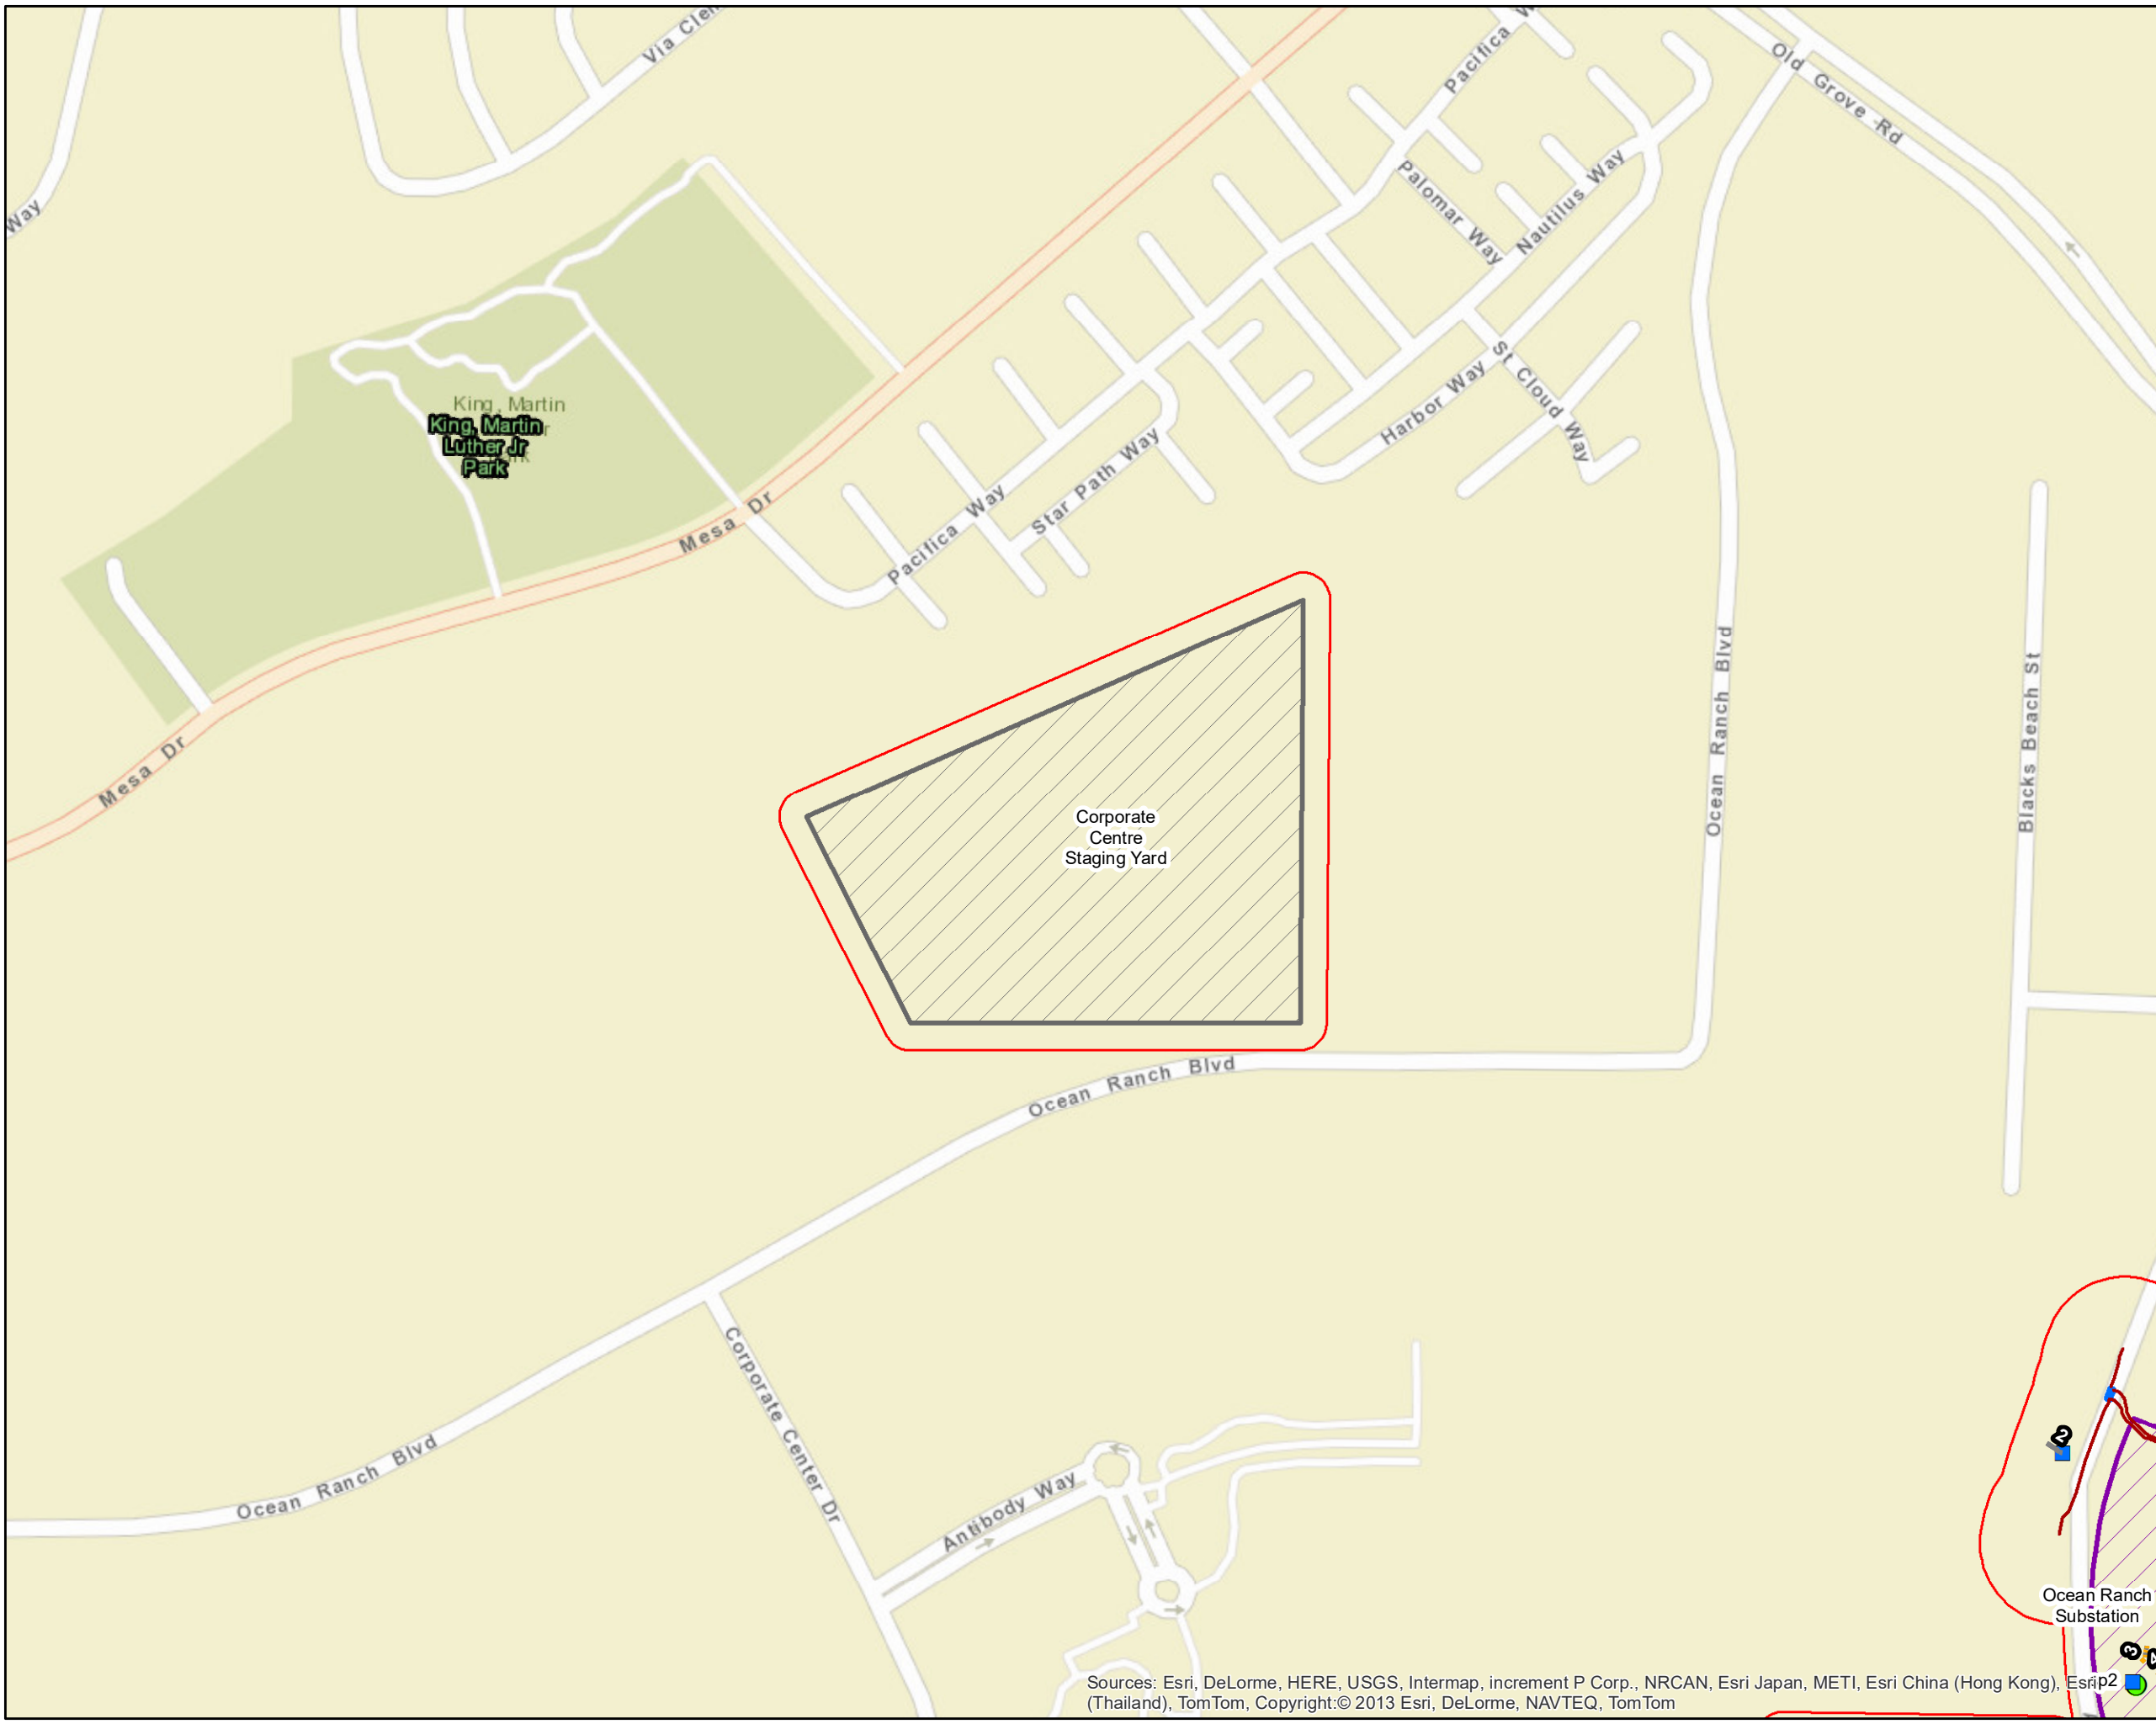 Via Cle
Pacifica W
Old Grove Rd
Way
Palomar Way
Nautilus Way
St Cloud Way
Harbor Way
King, Martin
King, Martin
Luther Jr
Park
Mesa Dr
Pacifica Way
Star Path Way
Mesa Dr
Ocean Ranch Blvd
Blacks Beach St
Corporate
Centre
Staging Yard
Ocean Ranch Blvd
Corporate Center Dr
Ocean Ranch Blvd
Antibody Way
2
Ocean Ranch
Substation
3
Sources: Esri, DeLorme, HERE, USGS, Intermap, increment P Corp., NRCAN, Esri Japan, METI, Esri China (Hong Kong), Esri
p2
(Thailand), TomTom, Copyright:© 2013 Esri, DeLorme, NAVTEQ, TomTom